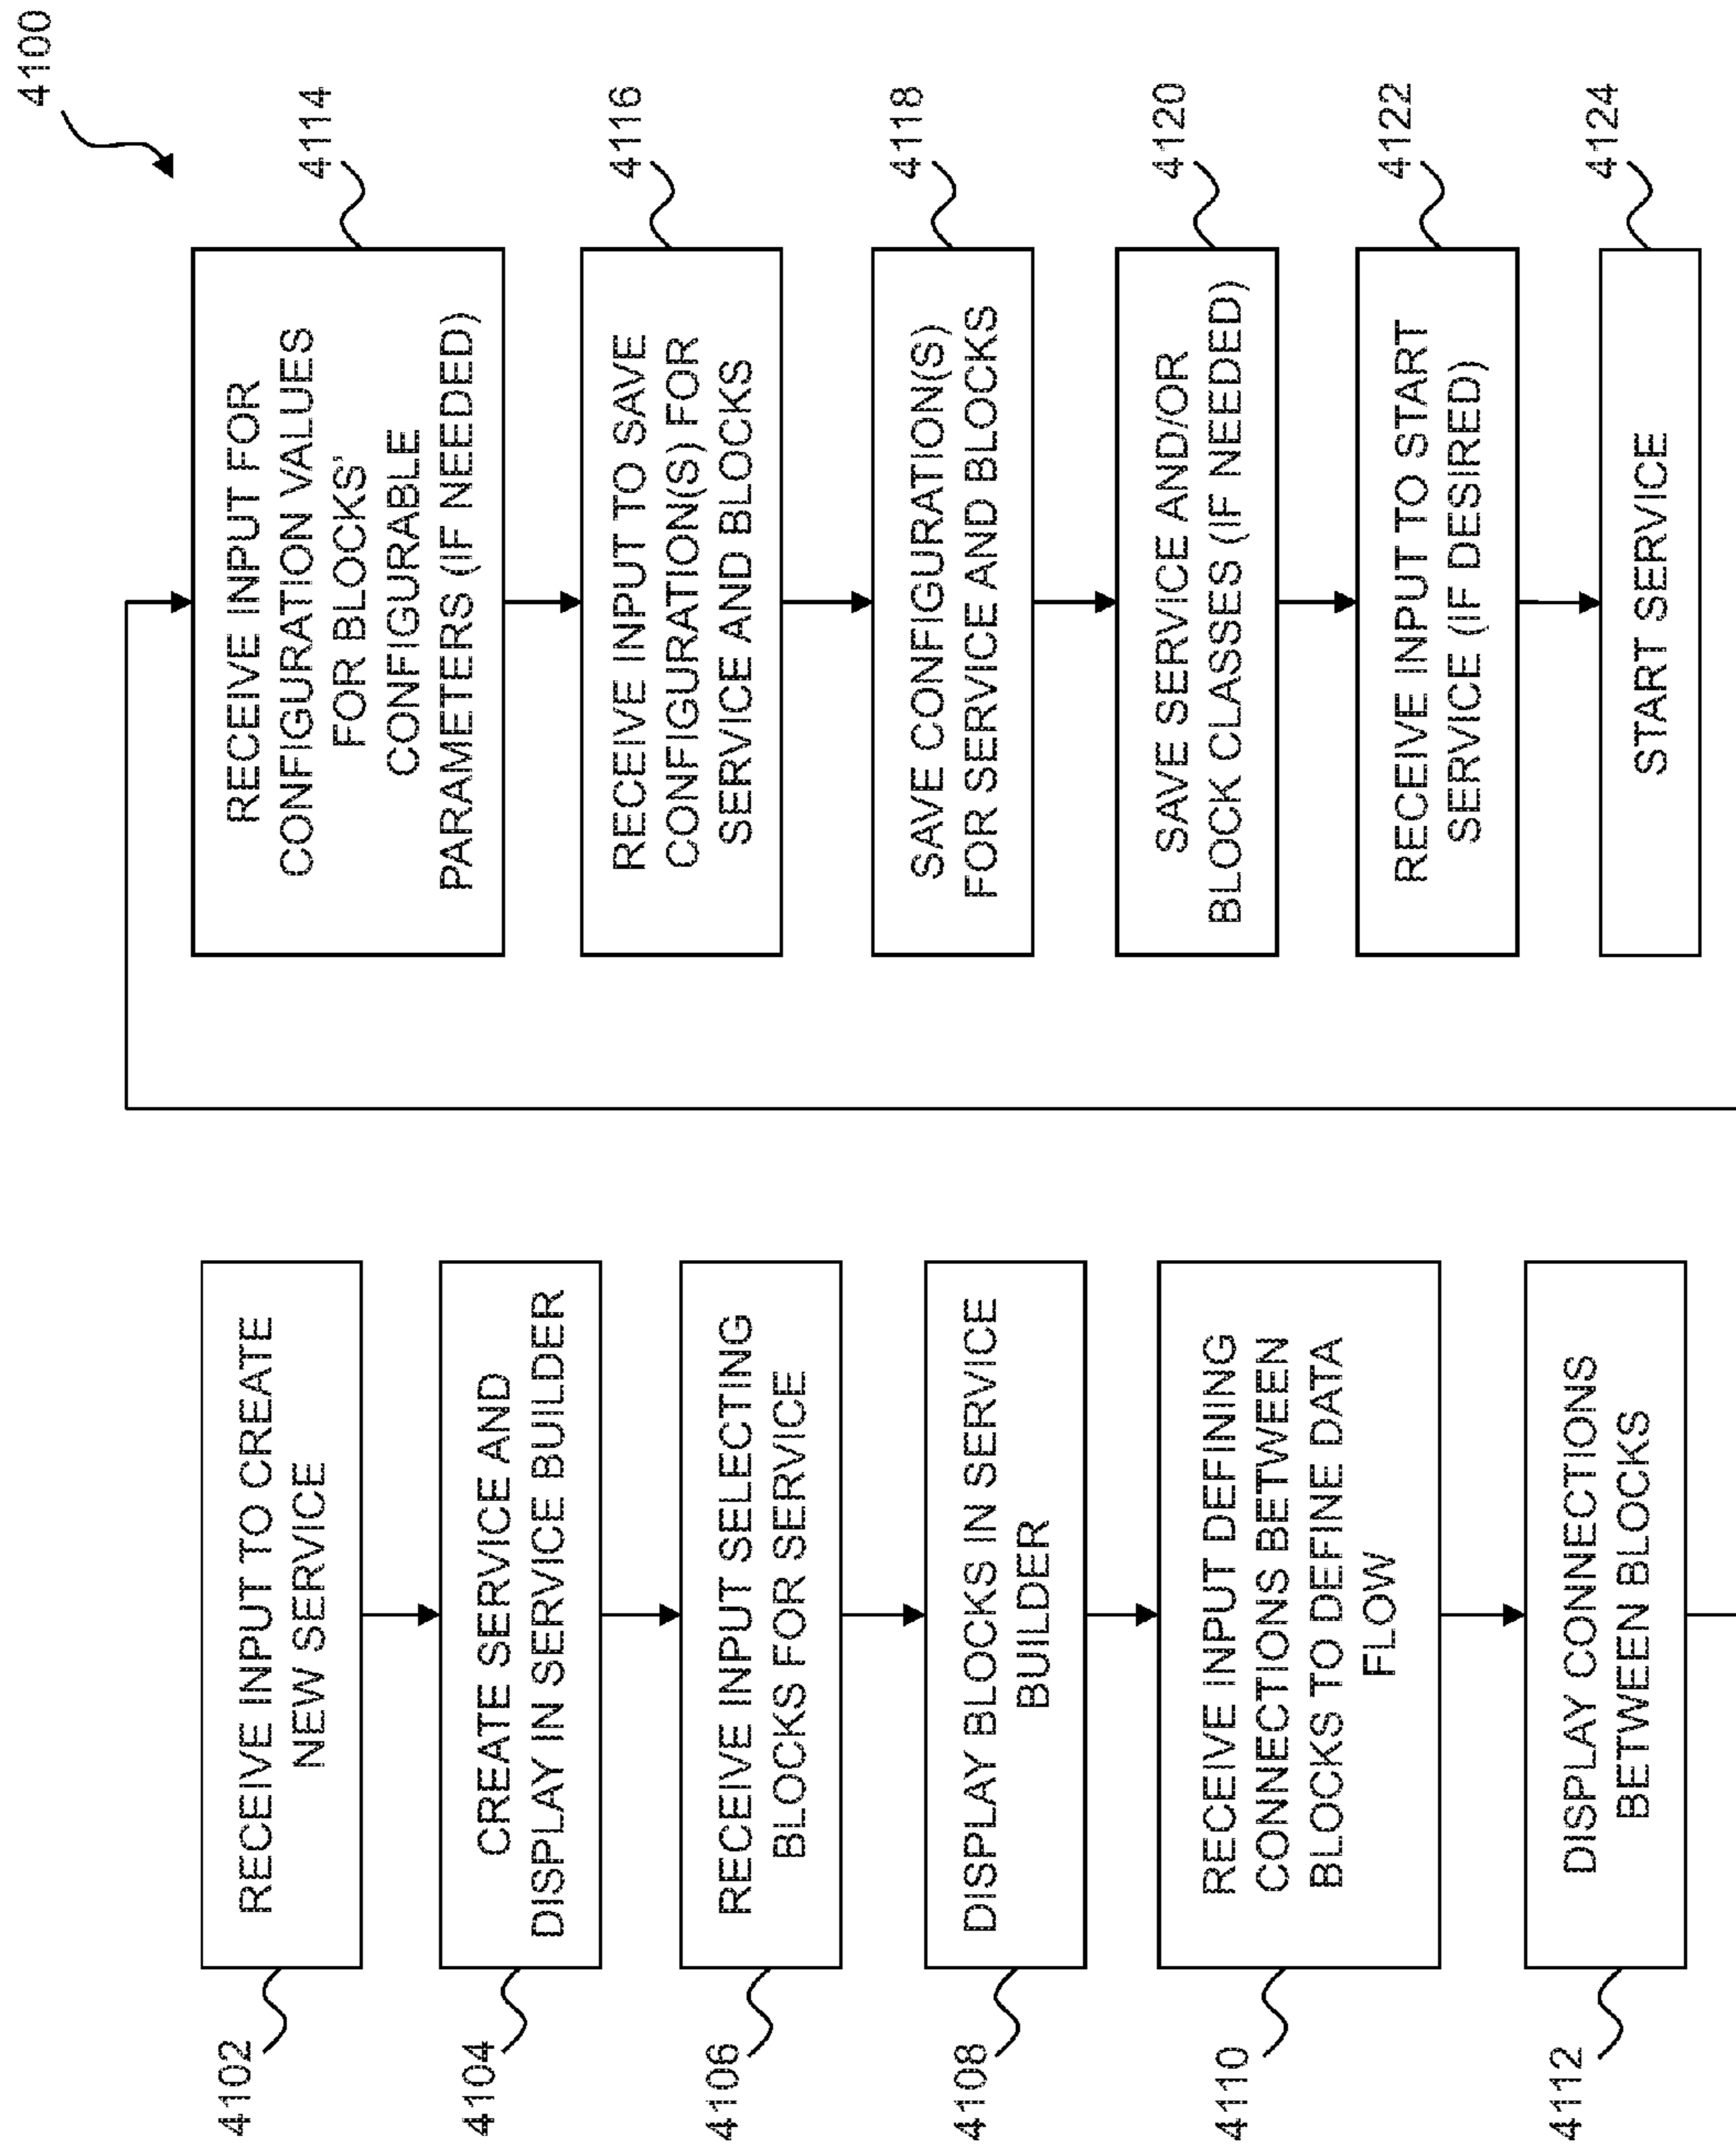 4100
4102
RECEIVE INPUT TO CREATE
NEW SERVICE
4104
CREATE SERVICE AND
DISPLAY IN SERVICE BUILDER
4106
RECEIVE INPUT SELECTING
BLOCKS FOR SERVICE
4108
DISPLAY BLOCKS IN SERVICE
BUILDER
4110
RECEIVE INPUT DEFINING
CONNECTIONS BETWEEN
BLOCKS TO DEFINE DATA
FLOW
4112
DISPLAY CONNECTIONS
BETWEEN BLOCKS
4114
RECEIVE INPUT FOR
CONFIGURATION VALUES
FOR BLOCKS'
CONFIGURABLE
PARAMETERS (IF NEEDED)
4116
RECEIVE INPUT TO SAVE
CONFIGURATION(S) FOR
SERVICE AND BLOCKS
4118
SAVE CONFIGURATION(S)
FOR SERVICE AND BLOCKS
4120
SAVE SERVICE AND/OR
BLOCK CLASSES (IF NEEDED)
4122
RECEIVE INPUT TO START
SERVICE (IF DESIRED)
4124
START SERVICE